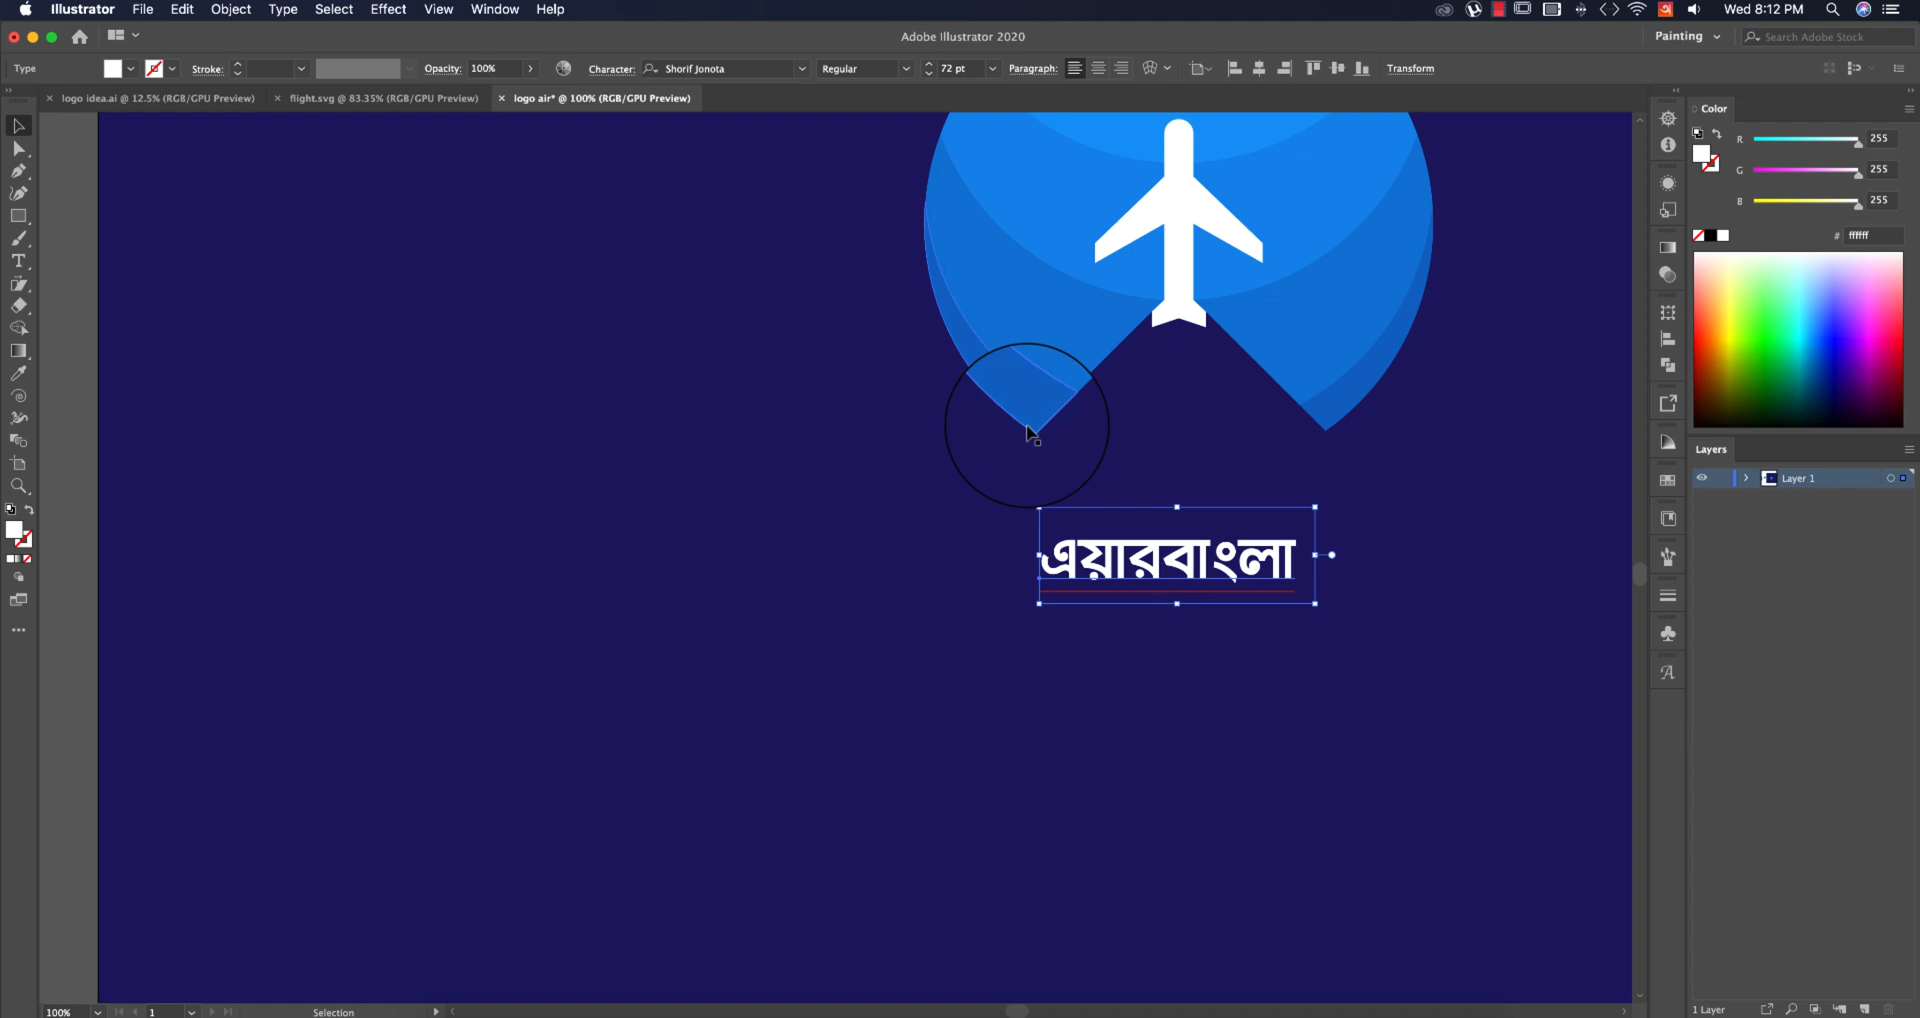 Illustrator File Edit Object Type Select Effect View Window Help Wed 8:12 PM
Adobe Illustrator 2020 Painting Search Adobe Stock
Type Stroke: Opacity: 100% Character: Shorif Jonota Regular 72 pt Paragraph: Transform
logo idea.ai @ 12.5% (RGB/GPU Preview) flight.svg @ 83.35% (RGB/GPU Preview) logo air* @ 100% (RGB/GPU Preview)
Color
R 255
G 255
B 255
# ffffff
Layers
Layer 1
এয়ারবাংলা
100% 1 Selection 1 Layer